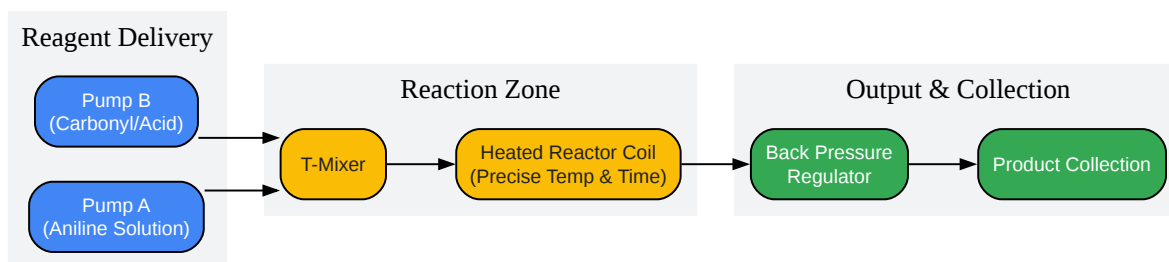 Reagent Delivery
Pump B
(Carbonyl/Acid)
Pump A
(Aniline Solution)
Reaction Zone
T-Mixer
Heated Reactor Coil
(Precise Temp & Time)
Output & Collection
Back Pressure
Regulator
Product Collection